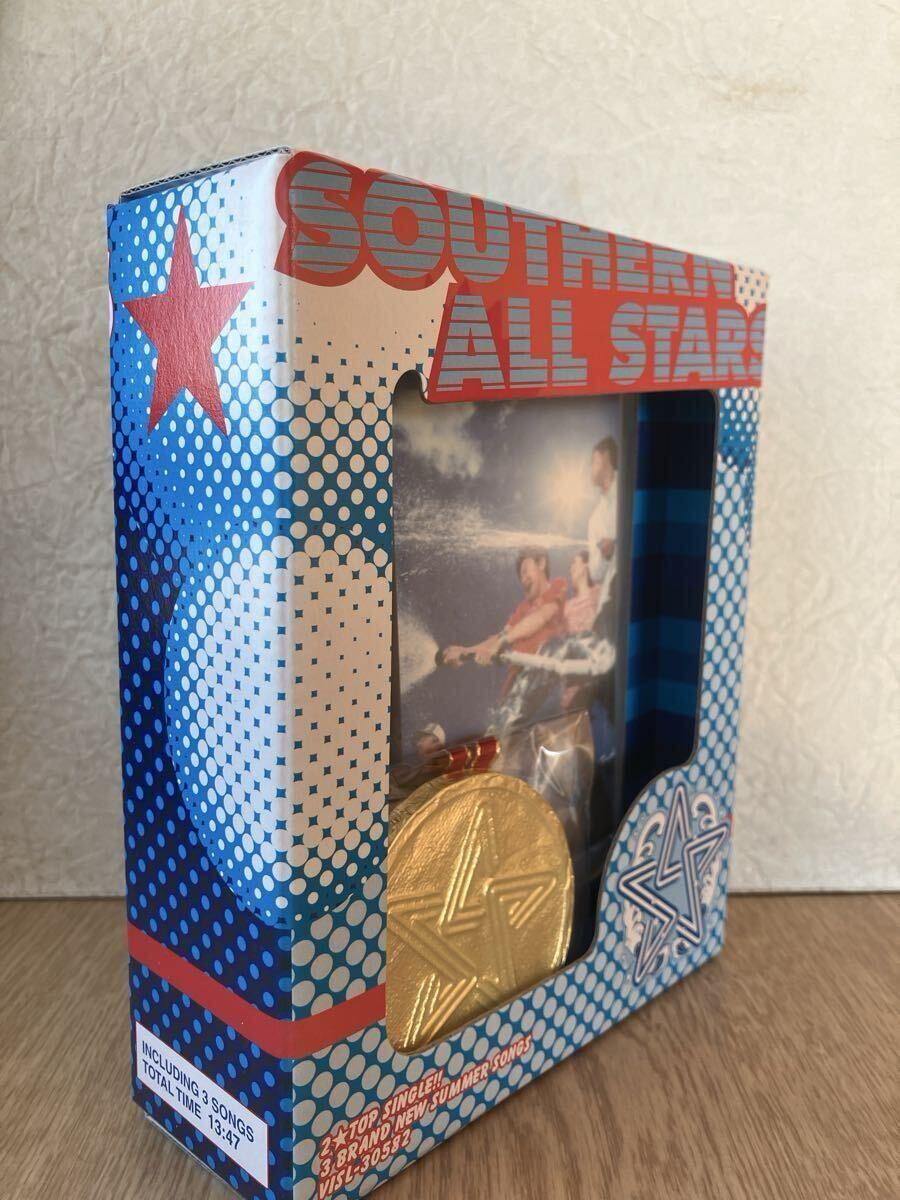 SOUTHERN
ALL STARS
INCLUDING 3 SONGS
TOTAL TIME 13:47
2★TOP SINGLE!!
3 BRAND NEW SUMMER SONGS
VISL-30582